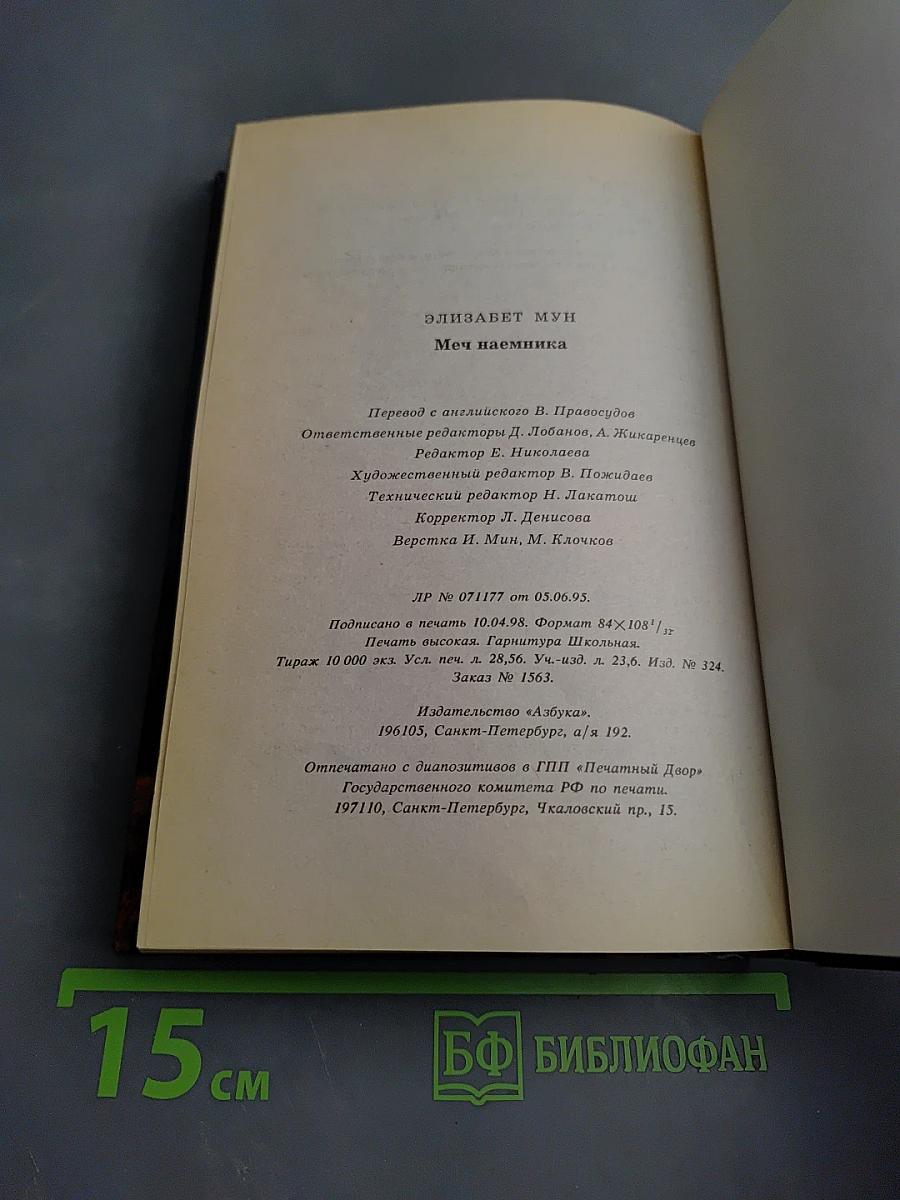 ЭЛИЗАБЕТ МУН
Меч наемника
Перевод с английского В. Правосудов
Ответственные редакторы Д. Лобанов, А. Жикаренцев
Редактор Е. Николаева
Художественный редактор В. Пожидаев
Технический редактор Н. Лакатош
Корректор Л. Денисова
Верстка И. Мин, М. Клочков
ЛР № 071177 от 05.06.95.
Подписано в печать 10.04.98. Формат 84×108¹/₃₂
Печать высокая. Гарнитура Школьная.
Тираж 10 000 экз. Усл. печ. л. 28,56. Уч.-изд. л. 23,6. Изд. № 324.
Заказ № 1563.
Издательство «Азбука».
196105, Санкт-Петербург, а/я 192.
Отпечатано с диапозитивов в ГПП «Печатный Двор»
Государственного комитета РФ по печати.
197110, Санкт-Петербург, Чкаловский пр., 15.
15 см
БФ БИБЛИОФАН